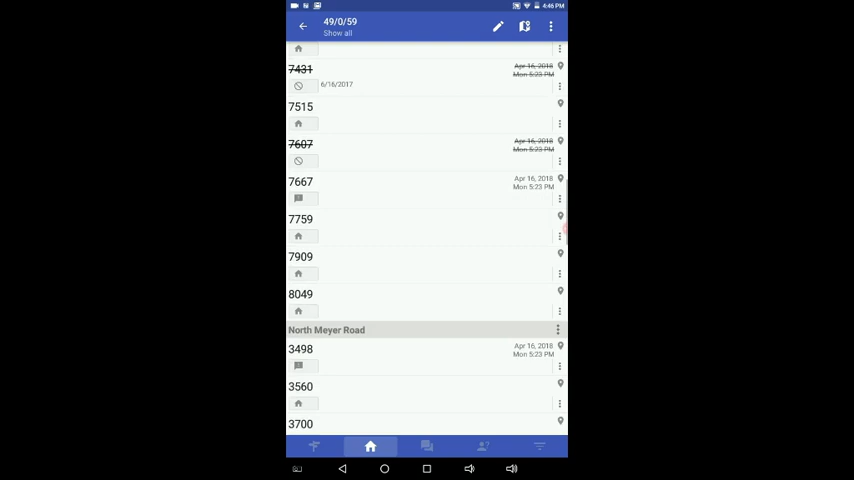 4:46 PM
49/0/59
Show all
7431
Apr 16, 2018
Mon 5:23 PM
6/16/2017
7515
7607
Apr 16, 2018
Mon 5:23 PM
7667
Apr 16, 2018
Mon 5:23 PM
7759
7909
8049
North Meyer Road
3498
Apr 16, 2018
Mon 5:23 PM
3560
3700